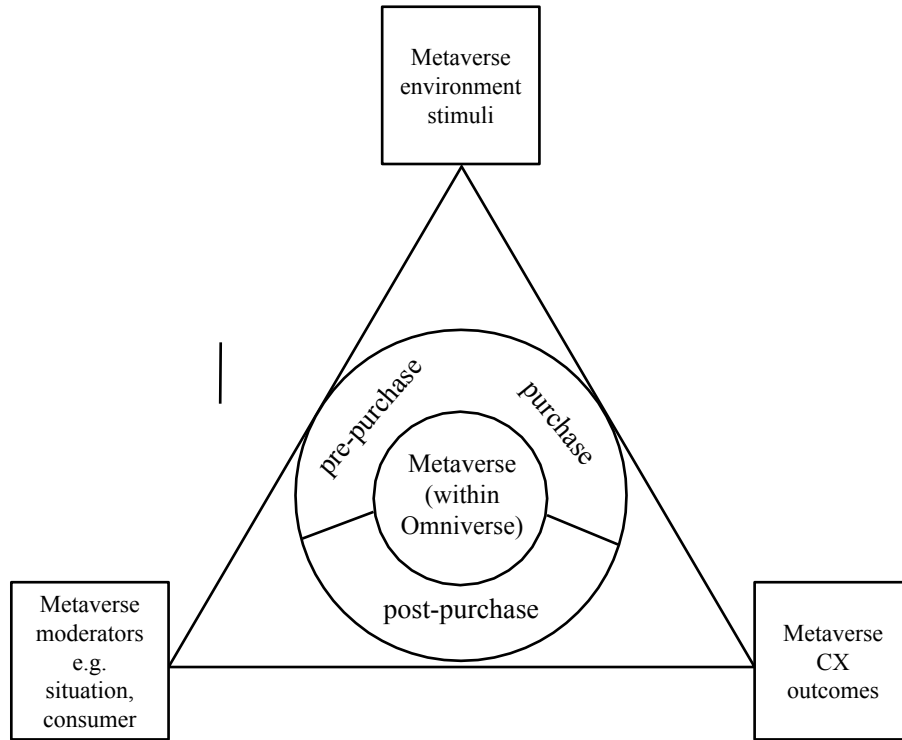 Metaverse
environment
stimuli
pre-purchase
purchase
Metaverse
(within
Omniverse)
post-purchase
Metaverse
moderators
e.g.
situation,
consumer
Metaverse
CX
outcomes